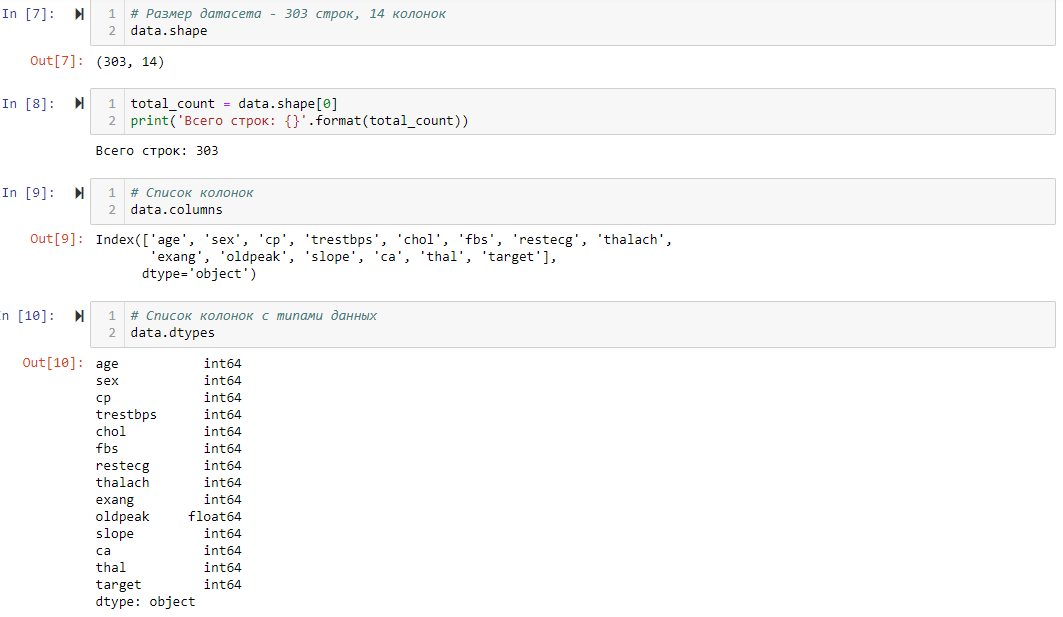 In [7]:
1 # Размер датасета - 303 строк, 14 колонок
2 data.shape
Out[7]: (303, 14)
In [8]:
1 total_count = data.shape[0]
2 print('Всего строк: {}'.format(total_count))
Всего строк: 303
In [9]:
1 # Список колонок
2 data.columns
Out[9]: Index(['age', 'sex', 'cp', 'trestbps', 'chol', 'fbs', 'restecg', 'thalach',
'exang', 'oldpeak', 'slope', 'ca', 'thal', 'target'],
dtype='object')
n [10]:
1 # Список колонок с типами данных
2 data.dtypes
Out[10]: age int64
sex int64
cp int64
trestbps int64
chol int64
fbs int64
restecg int64
thalach int64
exang int64
oldpeak float64
slope int64
ca int64
thal int64
target int64
dtype: object